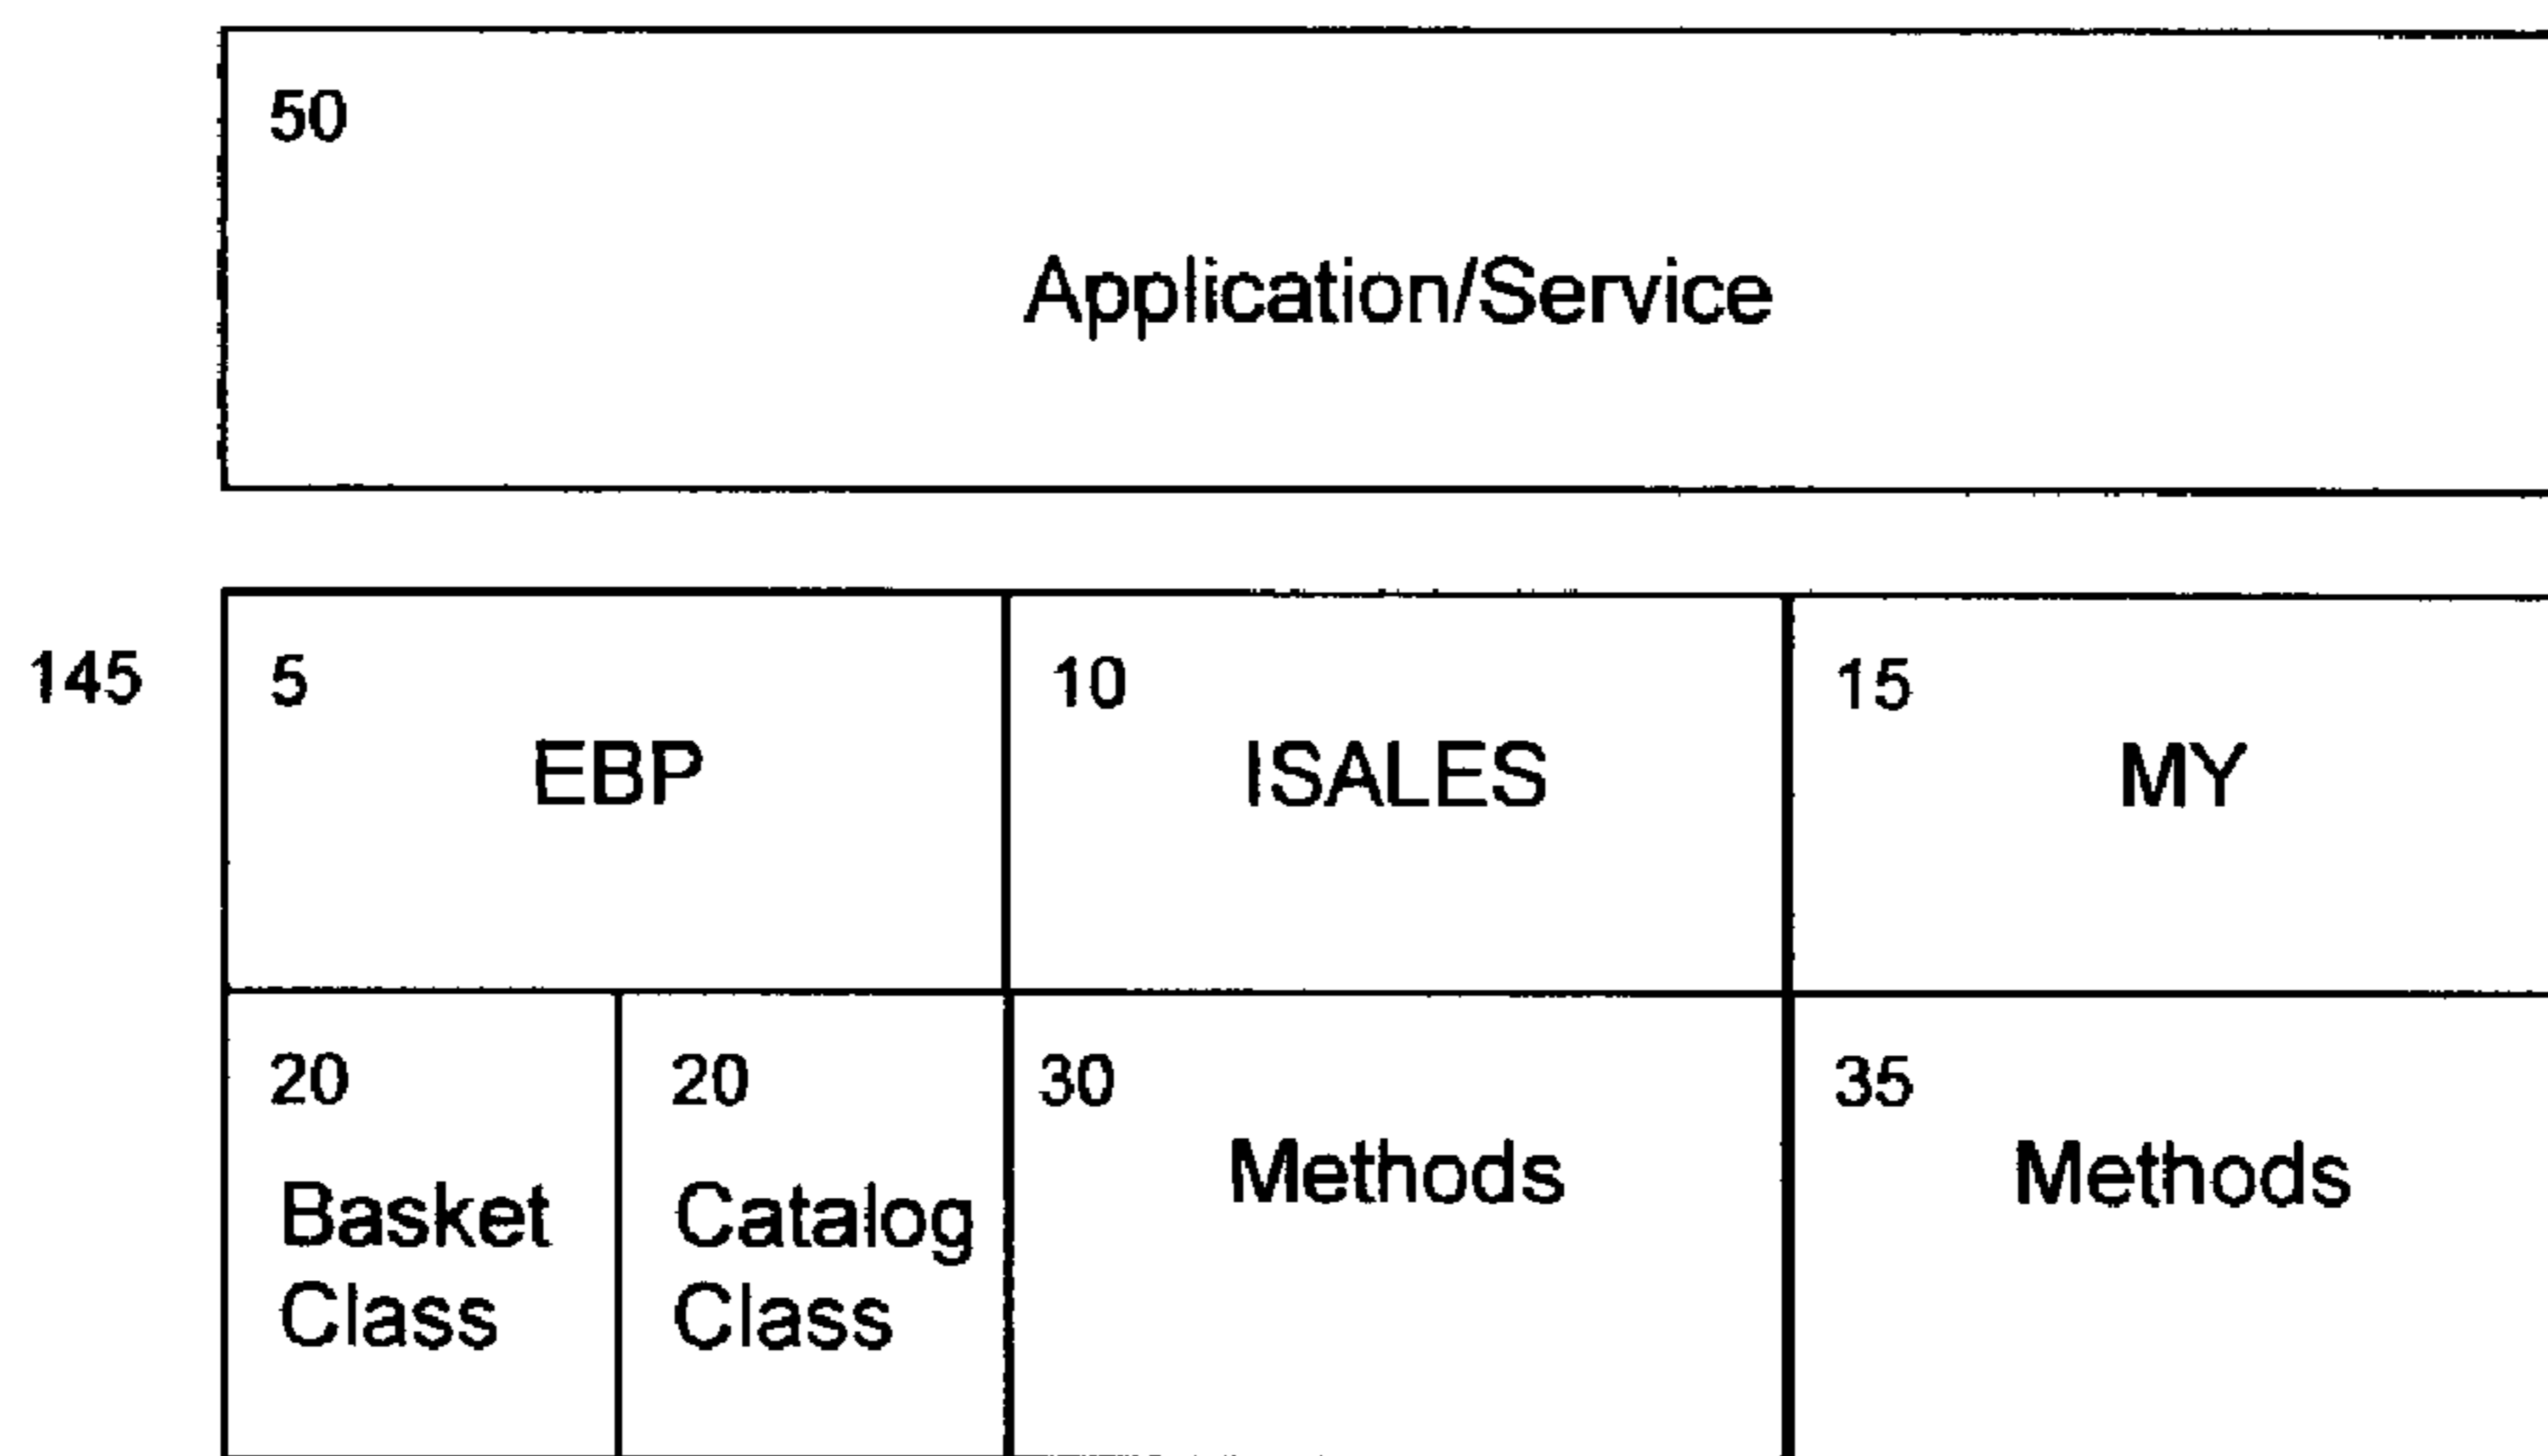 50
Application/Service
145
5
EBP
10
ISALES
15
MY
20
Basket
Class
20
Catalog
Class
30
Methods
35
Methods